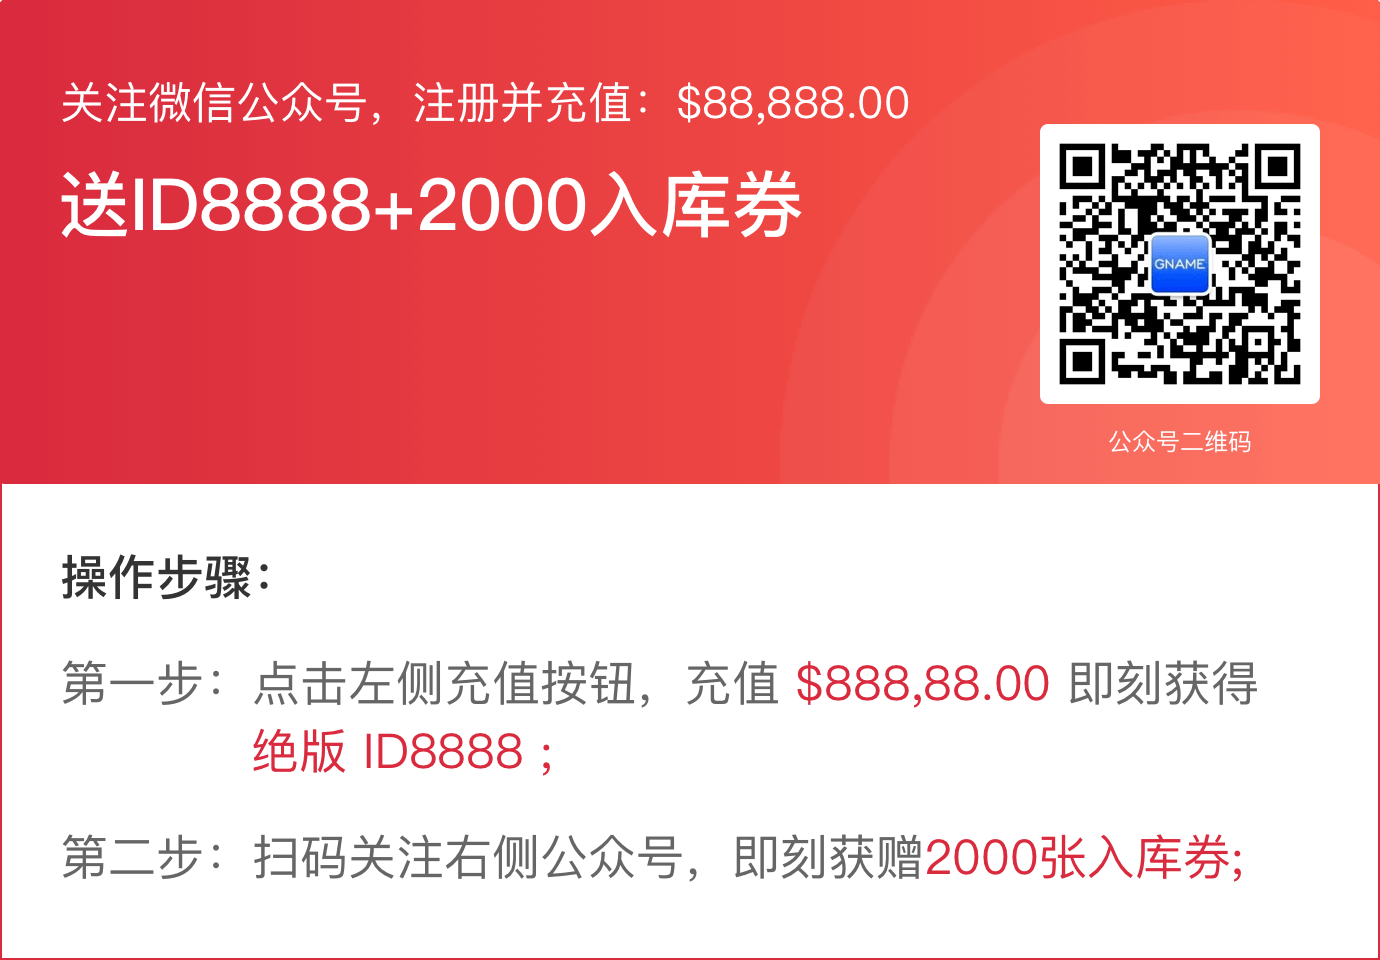 关注微信公众号，注册并充值：$88,888.00
送ID8888+2000入库券
GNAME
公众号二维码
操作步骤：
第一步：点击左侧充值按钮，充值 $888,88.00 即刻获得
绝版 ID8888；
第二步：扫码关注右侧公众号，即刻获赠2000张入库券;